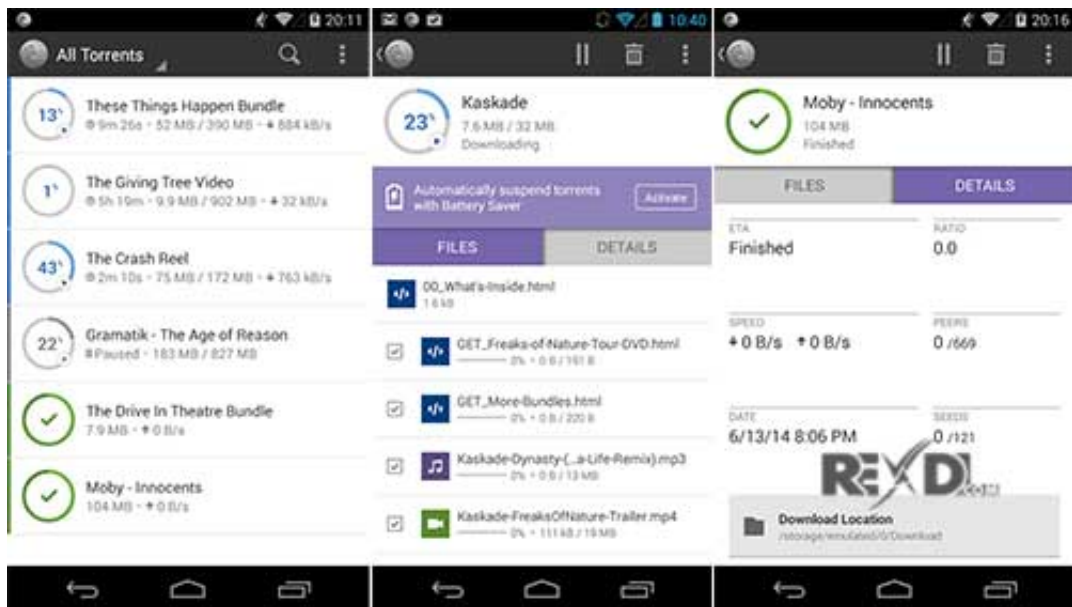 20:11
All Torrents
13%
These Things Happen Bundle
9m 26s • 52 MB / 390 MB • 884 kB/s
1%
The Giving Tree Video
5h 19m • 9.9 MB / 902 MB • 32 kB/s
43%
The Crash Reel
2m 10s • 75 MB / 172 MB • 763 kB/s
22%
Gramatik - The Age of Reason
Paused • 183 MB / 827 MB
The Drive In Theatre Bundle
7.9 MB • 0 B/s
Moby - Innocents
104 MB • 0 B/s
10:40
23%
Kaskade
7.6 MB / 32 MB
Downloading
Automatically suspend torrents
with Battery Saver
Activate
FILES
DETAILS
00_What's-Inside.html
1.6 kB
GET_Freaks-of-Nature-Tour-DVD.html
0% • 0 B / 161 B
GET_More-Bundles.html
0% • 0 B / 220 B
Kaskade-Dynasty-(...a-Life-Remix).mp3
0% • 0 B / 13 MB
Kaskade-FreaksOfNature-Trailer.mp4
0% • 111 kB / 19 MB
20:16
Moby - Innocents
104 MB
Finished
FILES
DETAILS
ETA
Finished
RATIO
0.0
SPEED
0 B/s 0 B/s
PEERS
0 /669
DATE
6/13/14 8:06 PM
SEEDS
0 /121
REXDL
.COM
Download Location
/storage/emulated/0/Download